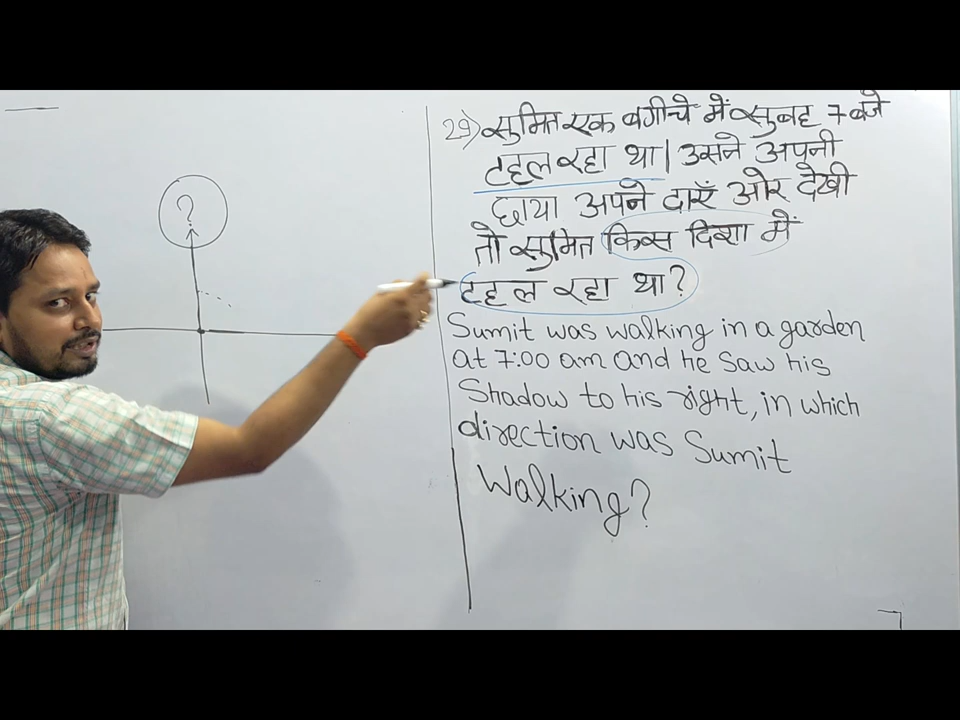 ?
29) सुमित एक बगीचे में सुबह 7 बजे
टहल रहा था। उसने अपनी
छाया अपने दाएँ ओर देखी
तो सुमित किस दिशा में
टहल रहा था?
Sumit was walking in a garden
at 7:00 am and he saw his
Shadow to his right, in which
direction was Sumit
Walking?